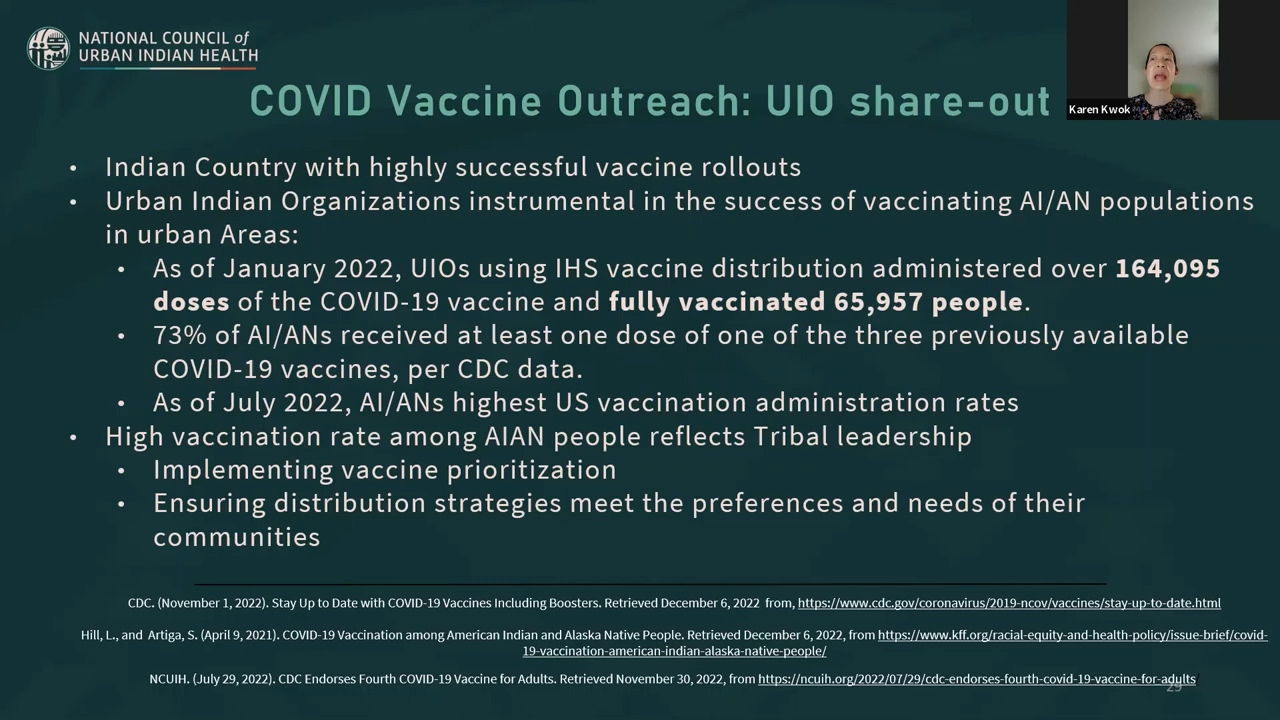 NATIONAL COUNCIL of
URBAN INDIAN HEALTH
Karen Kwok
COVID Vaccine Outreach: UIO share-out
• Indian Country with highly successful vaccine rollouts
• Urban Indian Organizations instrumental in the success of vaccinating AI/AN populations
in urban Areas:
• As of January 2022, UIOs using IHS vaccine distribution administered over 164,095
doses of the COVID-19 vaccine and fully vaccinated 65,957 people.
• 73% of AI/ANs received at least one dose of one of the three previously available
COVID-19 vaccines, per CDC data.
• As of July 2022, AI/ANs highest US vaccination administration rates
• High vaccination rate among AIAN people reflects Tribal leadership
• Implementing vaccine prioritization
• Ensuring distribution strategies meet the preferences and needs of their
communities
CDC. (November 1, 2022). Stay Up to Date with COVID-19 Vaccines Including Boosters. Retrieved December 6, 2022 from, https://www.cdc.gov/coronavirus/2019-ncov/vaccines/stay-up-to-date.html
Hill, L., and Artiga, S. (April 9, 2021). COVID-19 Vaccination among American Indian and Alaska Native People. Retrieved December 6, 2022, from https://www.kff.org/racial-equity-and-health-policy/issue-brief/covid-
19-vaccination-american-indian-alaska-native-people/
NCUIH. (July 29, 2022). CDC Endorses Fourth COVID-19 Vaccine for Adults. Retrieved November 30, 2022, from https://ncuih.org/2022/07/29/cdc-endorses-fourth-covid-19-vaccine-for-adults
29